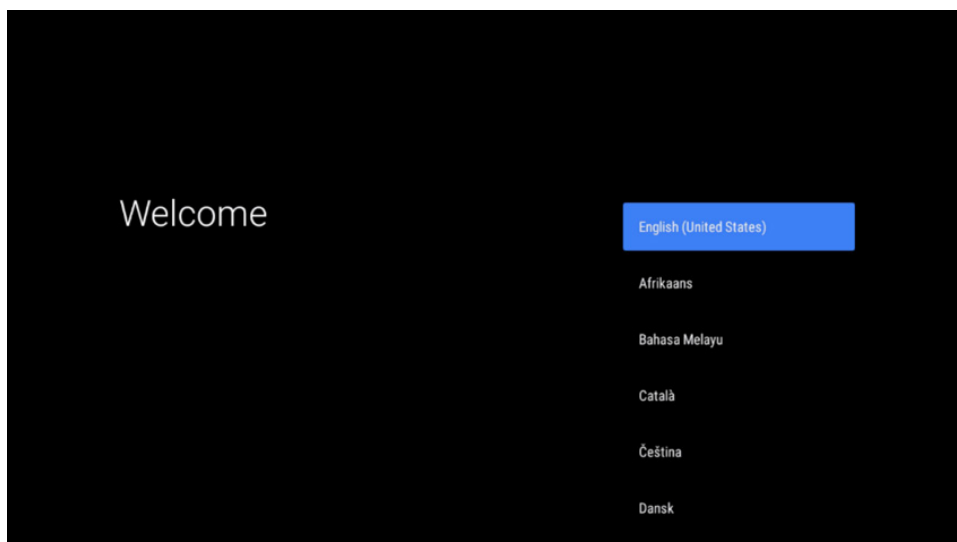 Welcome
English (United States)
Afrikaans
Bahasa Melayu
Català
Čeština
Dansk